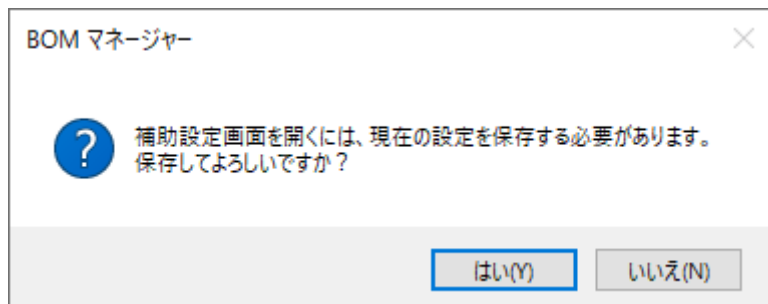 BOM マネージャー
補助設定画面を開くには、現在の設定を保存する必要があります。
保存してよろしいですか？
はい(Y)
いいえ(N)